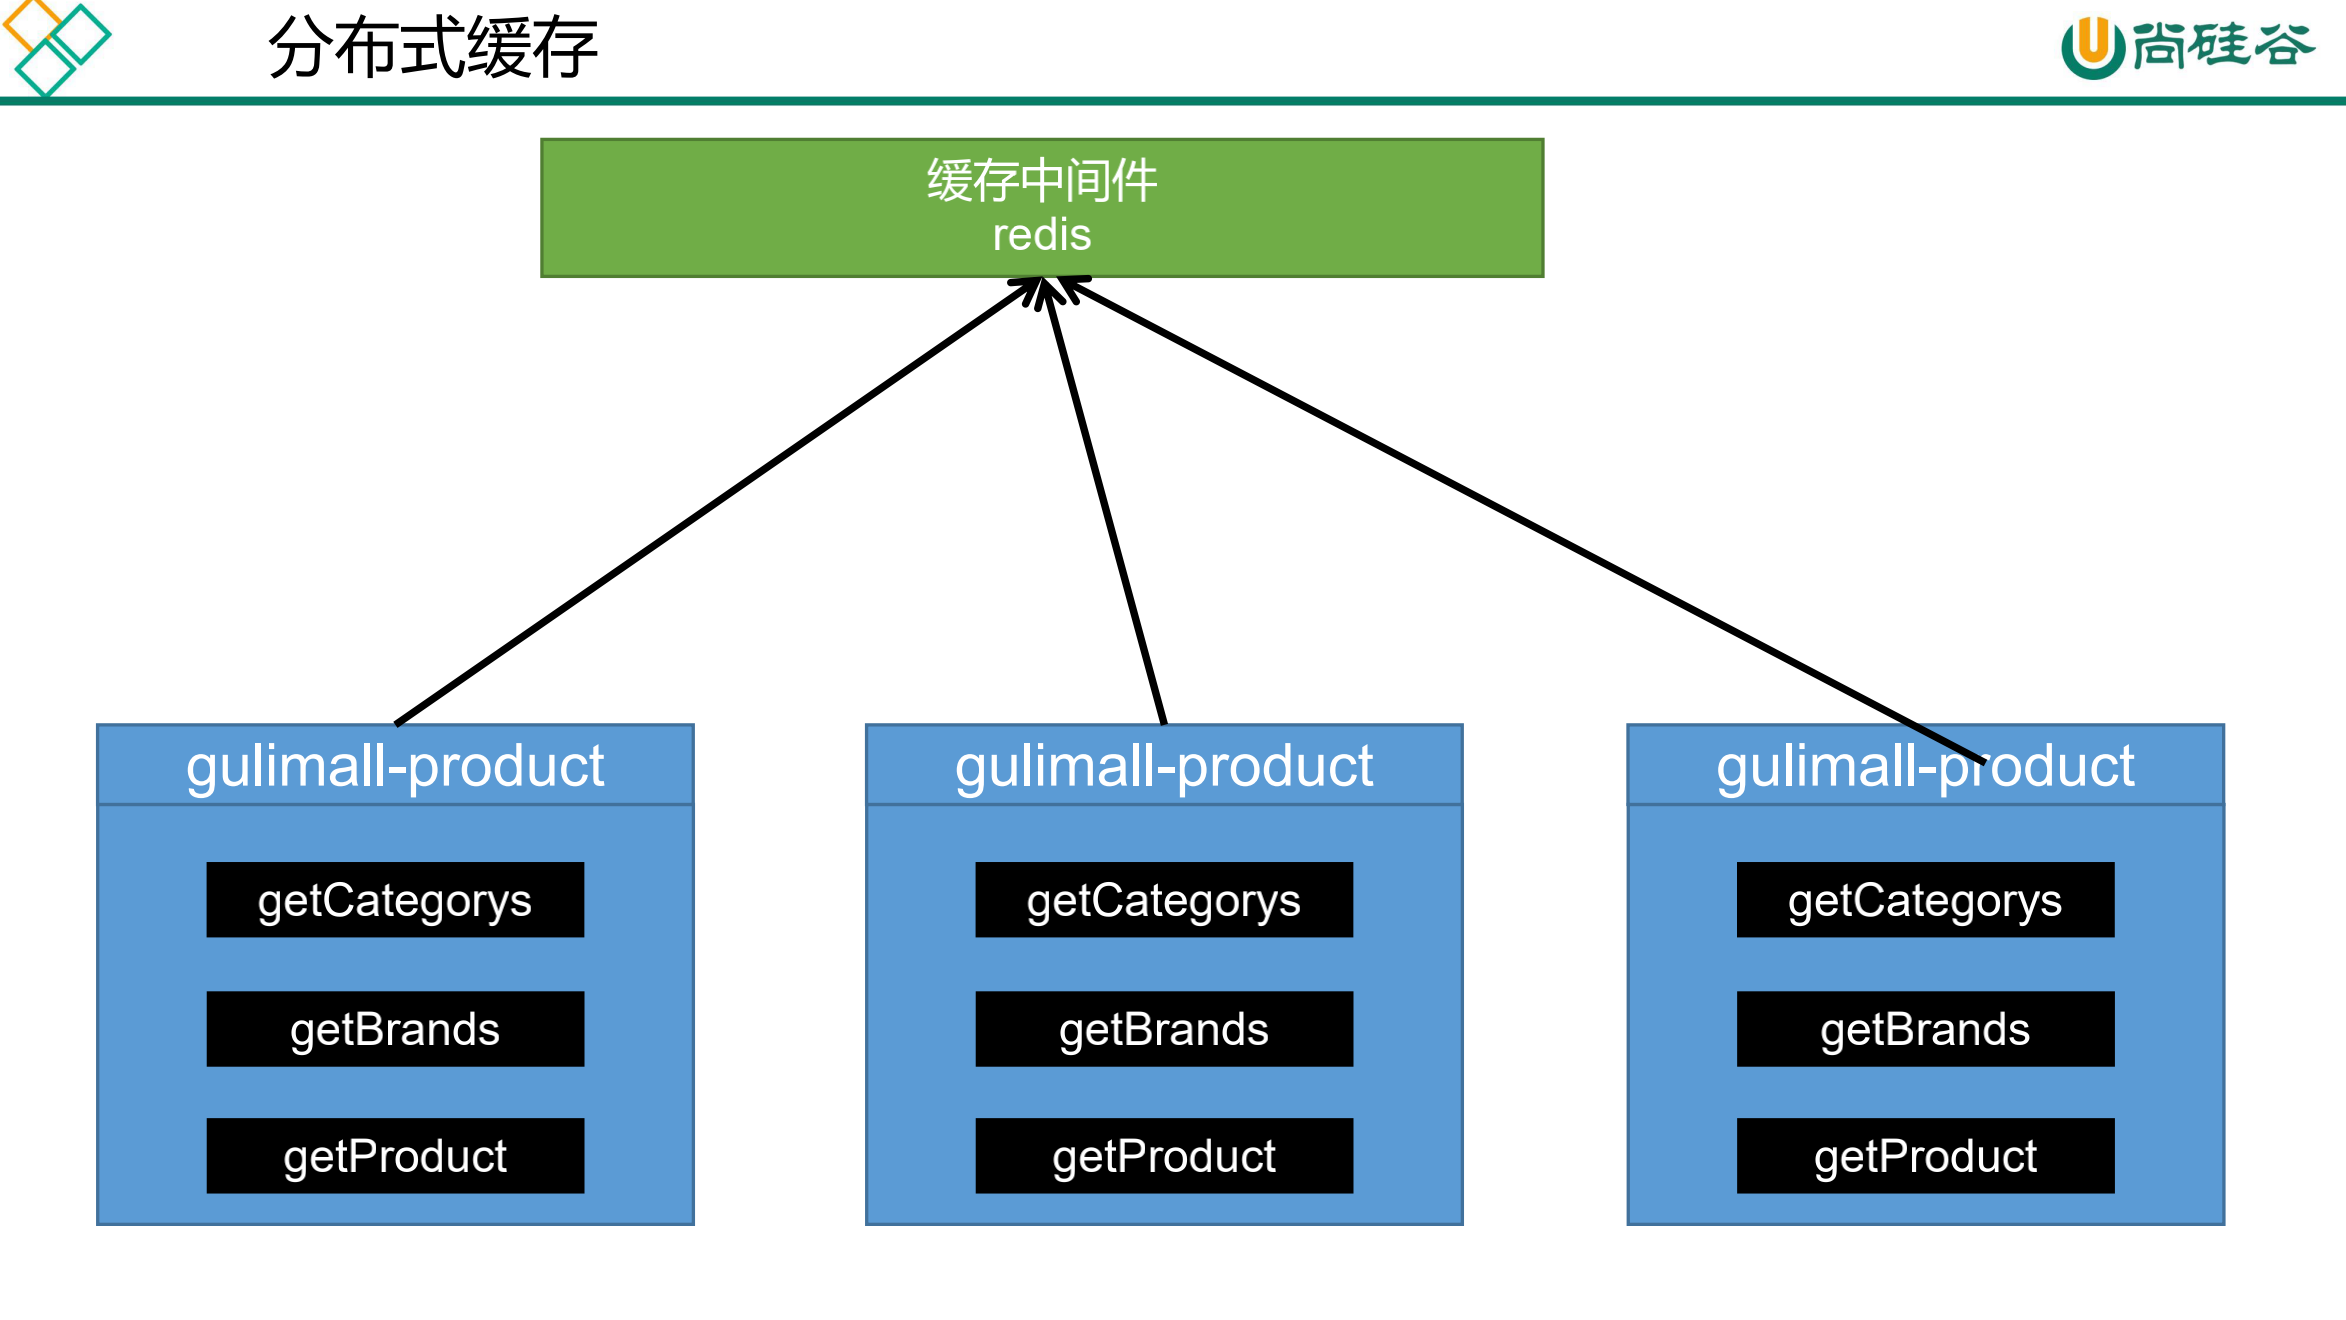 分布式缓存
尚硅谷
缓存中间件
redis
gulimall-product
getCategorys
getBrands
getProduct
gulimall-product
getCategorys
getBrands
getProduct
gulimall-product
getCategorys
getBrands
getProduct